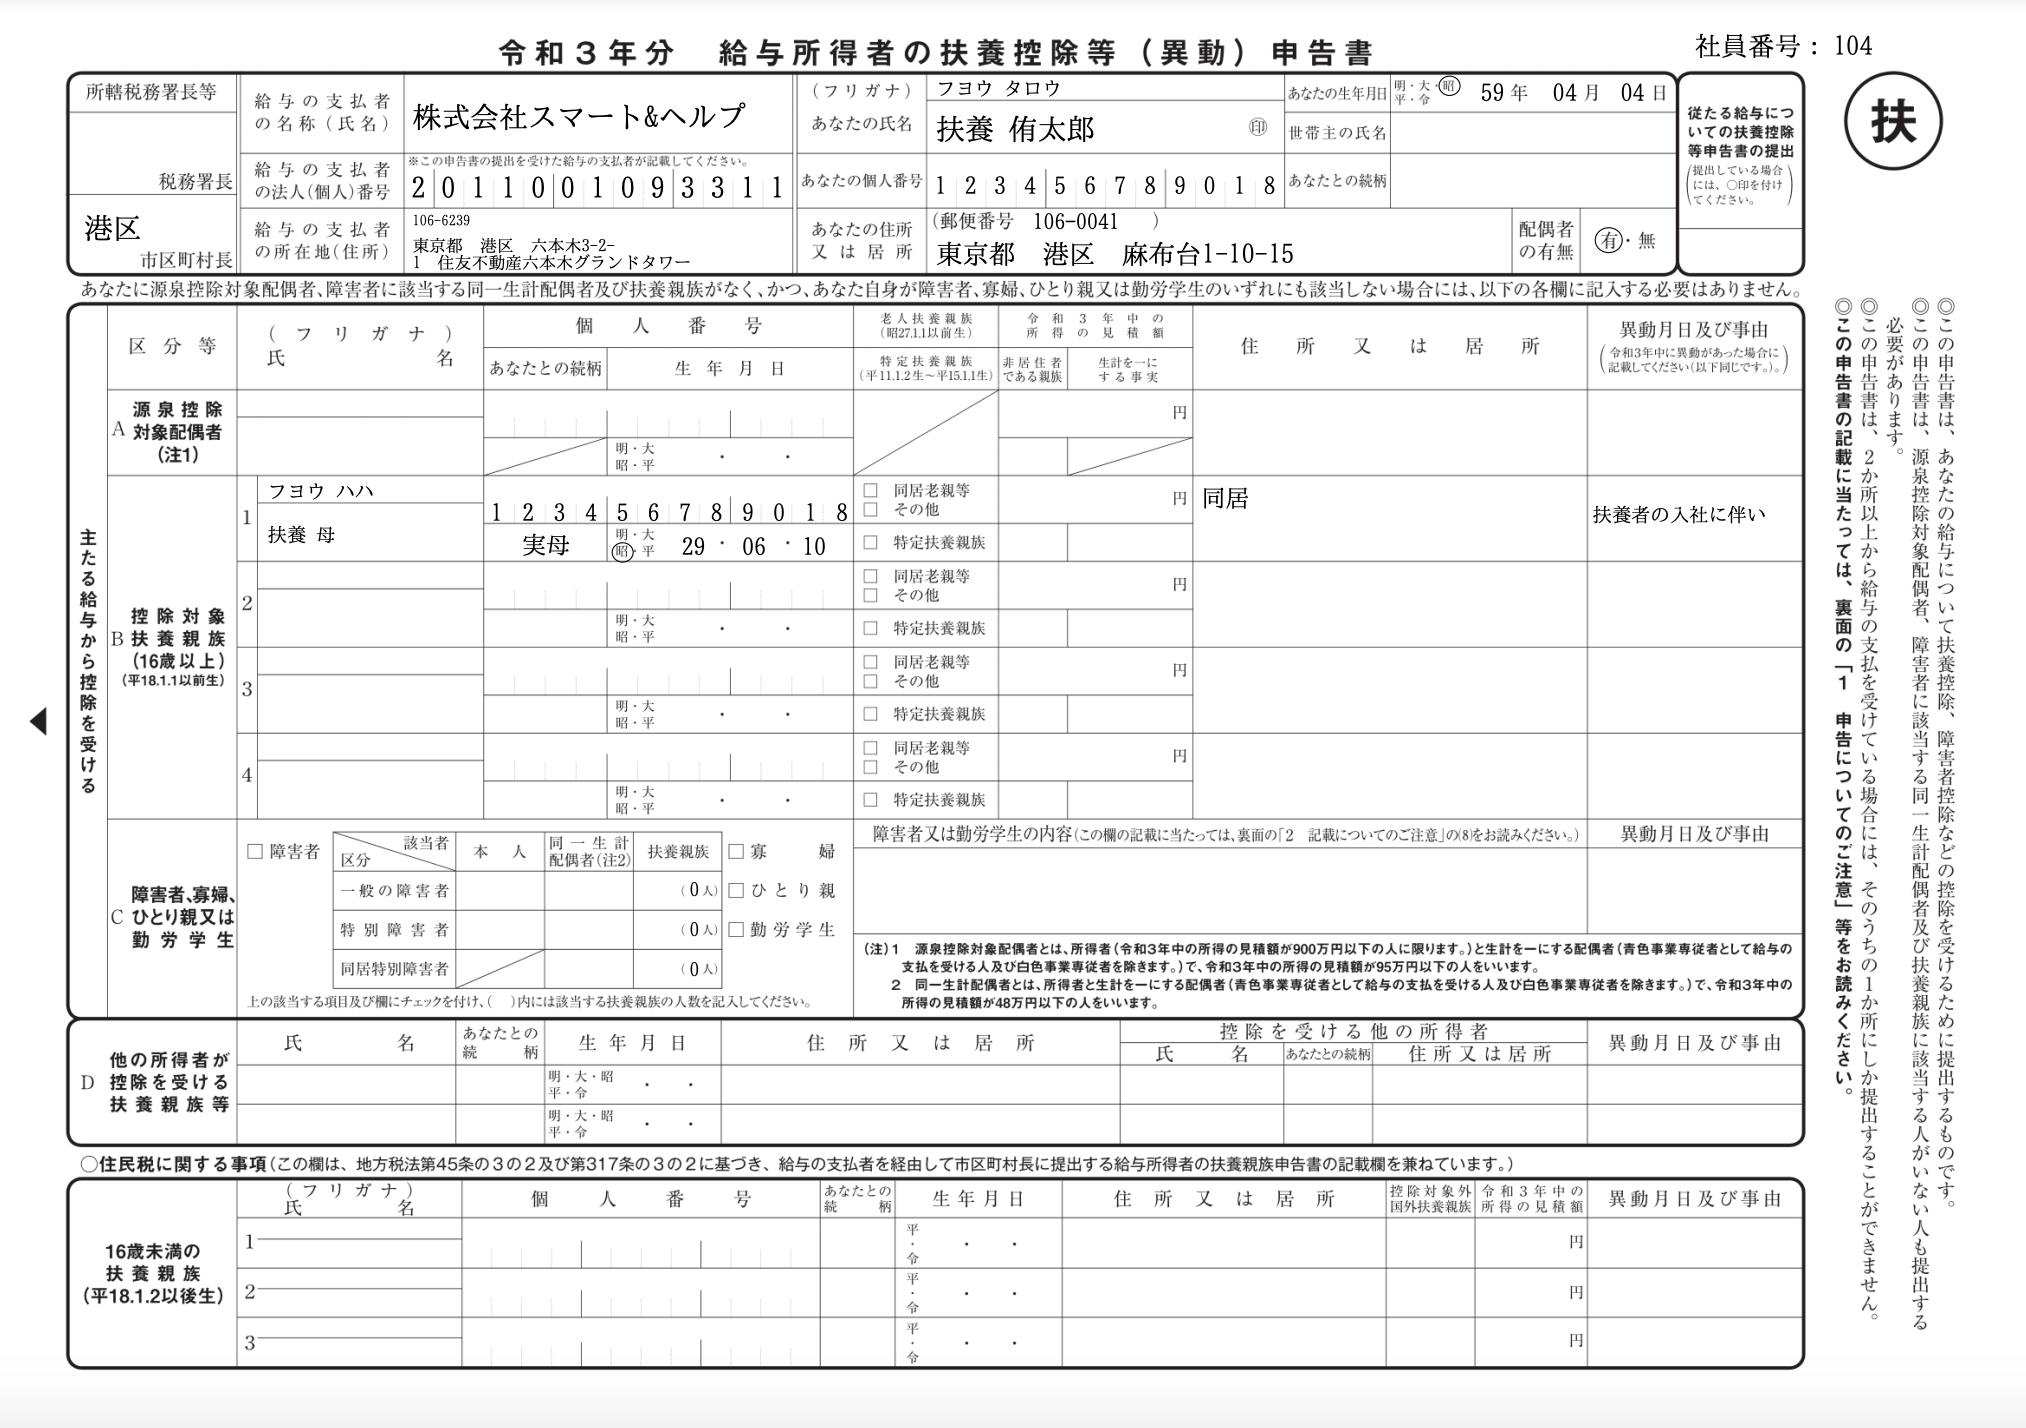 令和3年分 給与所得者の扶養控除等（異動）申告書
社員番号： 104
扶
所轄税務署長等
税務署長
港区
市区町村長
給与の支払者の名称（氏名）
株式会社スマート&ヘルプ
給与の支払者の法人(個人)番号
※この申告書の提出を受けた給与の支払者が記載してください。
2011001093311
給与の支払者の所在地(住所)
106-6239
東京都 港区 六本木3-2-
1 住友不動産六本木グランドタワー
（フリガナ）
フヨウ タロウ
あなたの氏名
扶養 侑太郎
印
あなたの個人番号
123456789018
あなたの住所又は居所
（郵便番号 106-0041 ）
東京都 港区 麻布台1-10-15
あなたの生年月日
明・大・昭
平・令
59年 04月 04日
世帯主の氏名
あなたとの続柄
配偶者の有無
有・無
従たる給与についての扶養控除等申告書の提出
（提出している場合には、○印を付けてください。）
あなたに源泉控除対象配偶者、障害者に該当する同一生計配偶者及び扶養親族がなく、かつ、あなた自身が障害者、寡婦、ひとり親又は勤労学生のいずれにも該当しない場合には、以下の各欄に記入する必要はありません。
主たる給与から控除を受ける
区分等
（フリガナ）
氏名
個人番号
あなたとの続柄
生年月日
老人扶養親族
（昭27.1.1以前生）
特定扶養親族
（平11.1.2生～平15.1.1生）
令和3年中の所得の見積額
非居住者である親族
生計を一にする事実
住所又は居所
異動月日及び事由
（令和3年中に異動があった場合に記載してください（以下同じです。）。）
A 源泉控除対象配偶者（注1）
円
明・大
昭・平
・ ・
B 控除対象扶養親族（16歳以上）
（平18.1.1以前生）
1
フヨウ ハハ
扶養 母
123456789018
実母
明・大
昭・平
29・06・10
□ 同居老親等
□ その他
□ 特定扶養親族
円
同居
扶養者の入社に伴い
2
明・大
昭・平
・ ・
□ 同居老親等
□ その他
□ 特定扶養親族
円
3
明・大
昭・平
・ ・
□ 同居老親等
□ その他
□ 特定扶養親族
円
4
明・大
昭・平
・ ・
□ 同居老親等
□ その他
□ 特定扶養親族
円
C 障害者、寡婦、ひとり親又は勤労学生
□ 障害者
該当者
区分
本人
同一生計配偶者（注2）
扶養親族
一般の障害者
（0人）
特別障害者
（0人）
同居特別障害者
（0人）
□ 寡婦
□ ひとり親
□ 勤労学生
上の該当する項目及び欄にチェックを付け、（ ）内には該当する扶養親族の人数を記入してください。
障害者又は勤労学生の内容（この欄の記載に当たっては、裏面の「2 記載についてのご注意」の(8)をお読みください。）
異動月日及び事由
（注）1 源泉控除対象配偶者とは、所得者（令和3年中の所得の見積額が900万円以下の人に限ります。）と生計を一にする配偶者（青色事業専従者として給与の
支払を受ける人及び白色事業専従者を除きます。）で、令和3年中の所得の見積額が95万円以下の人をいいます。
2 同一生計配偶者とは、所得者と生計を一にする配偶者（青色事業専従者として給与の支払を受ける人及び白色事業専従者を除きます。）で、令和3年中の
所得の見積額が48万円以下の人をいいます。
D 他の所得者が控除を受ける扶養親族等
氏名
あなたとの続柄
生年月日
住所又は居所
控除を受ける他の所得者
氏名
あなたとの続柄
住所又は居所
異動月日及び事由
明・大・昭
平・令
・ ・
明・大・昭
平・令
・ ・
○住民税に関する事項（この欄は、地方税法第45条の3の2及び第317条の3の2に基づき、給与の支払者を経由して市区町村長に提出する給与所得者の扶養親族申告書の記載欄を兼ねています。）
16歳未満の扶養親族
（平18.1.2以後生）
（フリガナ）
氏名
個人番号
あなたとの続柄
生年月日
住所又は居所
控除対象外国外扶養親族
令和3年中の所得の見積額
異動月日及び事由
1
平・令
・ ・
円
2
平・令
・ ・
円
3
平・令
・ ・
円
◎この申告書は、あなたの給与について扶養控除、障害者控除などの控除を受けるために提出するものです。
◎この申告書は、源泉控除対象配偶者、障害者に該当する同一生計配偶者及び扶養親族に該当する人がいない人も提出する
必要があります。
◎この申告書は、2か所以上から給与の支払を受けている場合には、そのうちの1か所にしか提出することができません。
◎この申告書の記載に当たっては、裏面の「1 申告についてのご注意」等をお読みください。